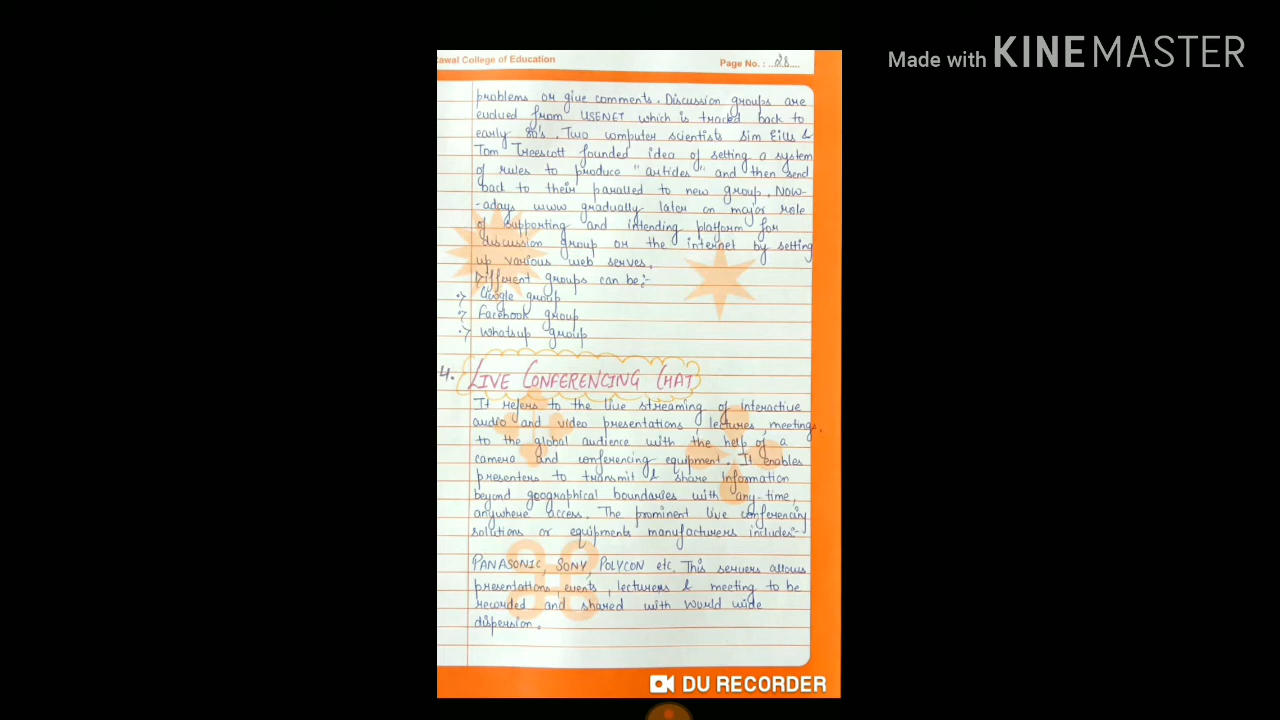 Made with KINEMASTER
awal College of Education
Page No. : ..28....
problems or give comments. Discussion groups are
evolved from USENET which is traced back to
early 80's. Two computer scientists Jim Ellis &
Tom Treescott founded idea of setting a system
of rules to produce "articles" and then send
back to their paralled to new group. Now-
-adays www gradually later on major role
of supporting and intending platform for
discussion group or the internet by setting
up various web serves.
Different groups can be:-
Google group
Facebook group
Whatsup group
4. LIVE CONFERENCING CHAT
It refers to the live streaming of interactive
audio and video presentations, lectures, meetings,
to the global audience with the help of a
camera and conferencing equipment. It enables
presenters to transmit & share information
beyond geographical boundaries with any-time,
anywhere access. The prominent live conferencing
solutions or equipments manufacturers includes:-
PANASONIC, SONY, POLYCON etc. This servers allows
presentations, events, lecturers & meeting to be
recorded and shared with world wide
dispersion.
DU RECORDER